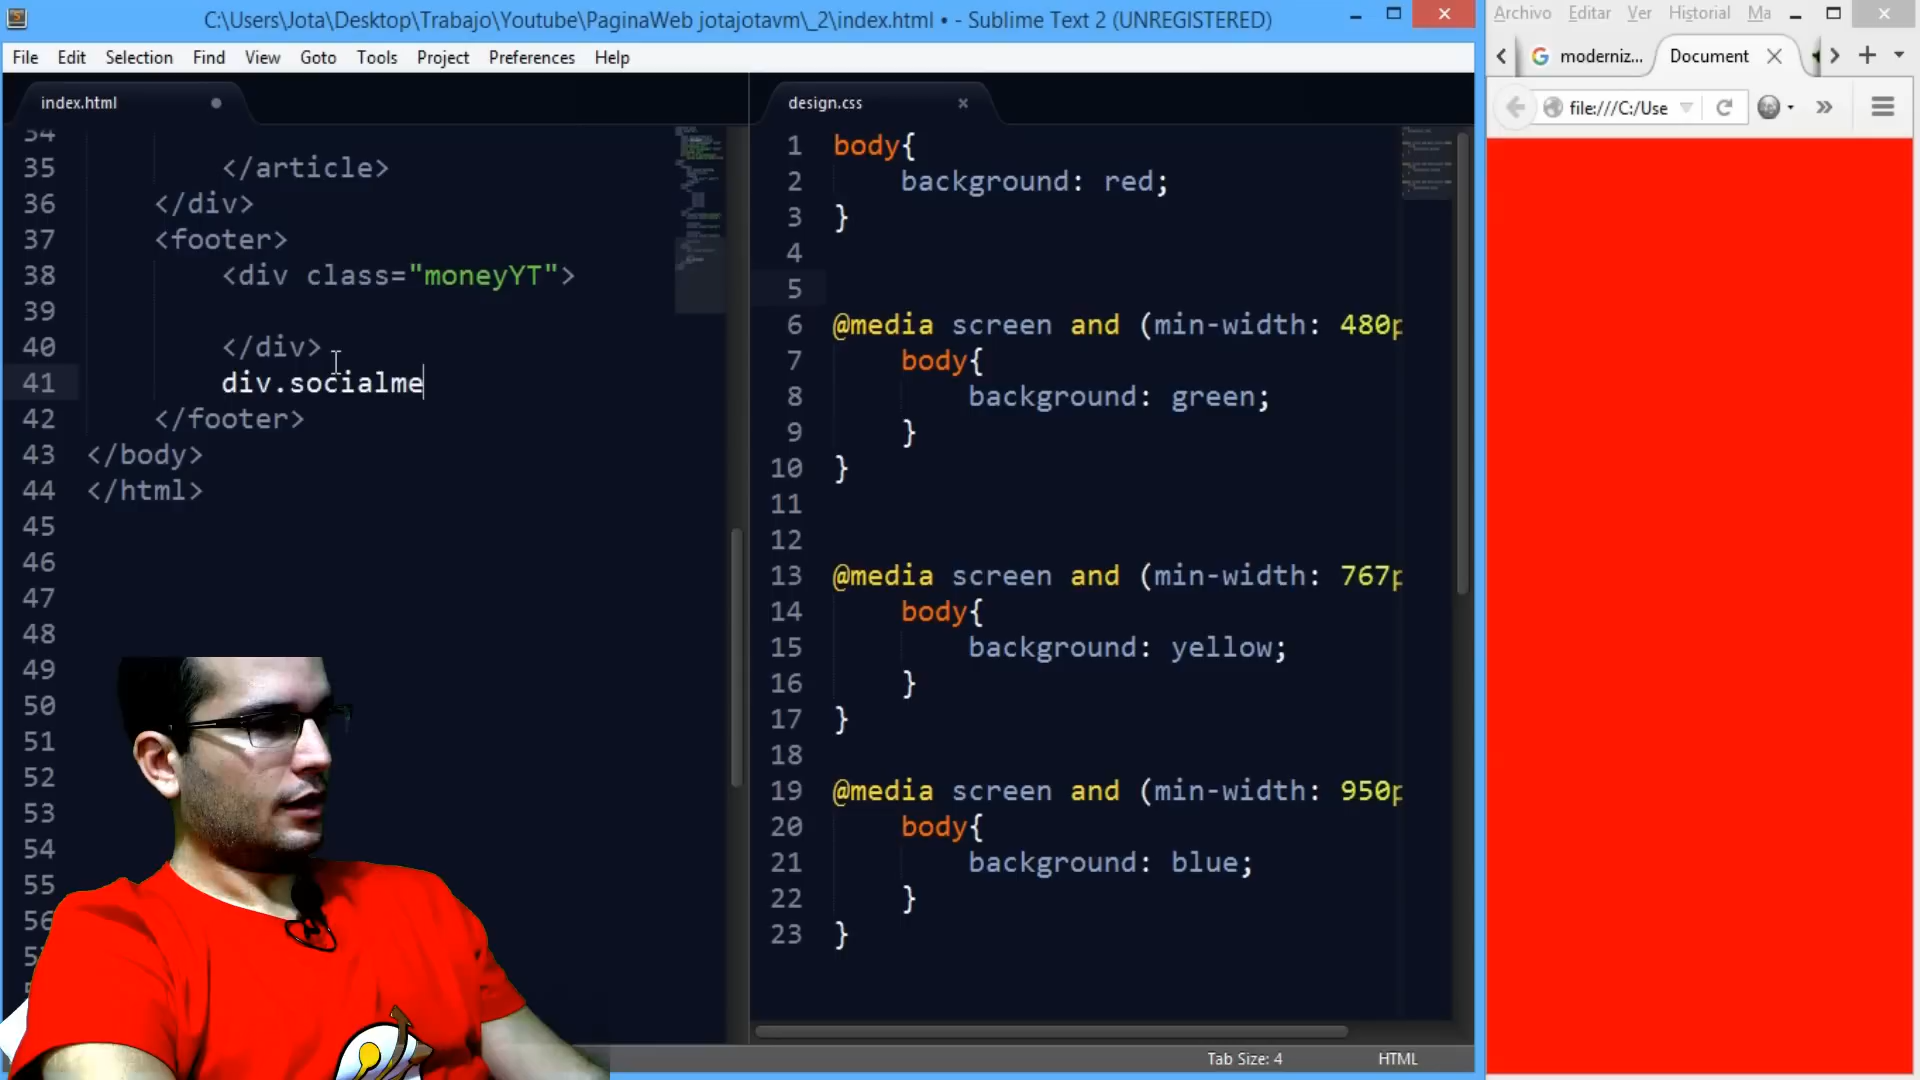 C:\Users\Jota\Desktop\Trabajo\Youtube\PaginaWeb jotajotavm\_2\index.html • - Sublime Text 2 (UNREGISTERED)
File Edit Selection Find View Goto Tools Project Preferences Help
index.html
34
35 </article>
36 </div>
37 <footer>
38 <div class="moneyYT">
39
40 </div>
41 div.socialme
42 </footer>
43 </body>
44 </html>
45
46
47
48
49
50
51
52
53
54
55
56
design.css
1 body{
2 background: red;
3 }
4
5
6 @media screen and (min-width: 480p
7 body{
8 background: green;
9 }
10 }
11
12
13 @media screen and (min-width: 767p
14 body{
15 background: yellow;
16 }
17 }
18
19 @media screen and (min-width: 950p
20 body{
21 background: blue;
22 }
23 }
Tab Size: 4 HTML
Archivo Editar Ver Historial Ma
moderniz... Document
file:///C:/Use